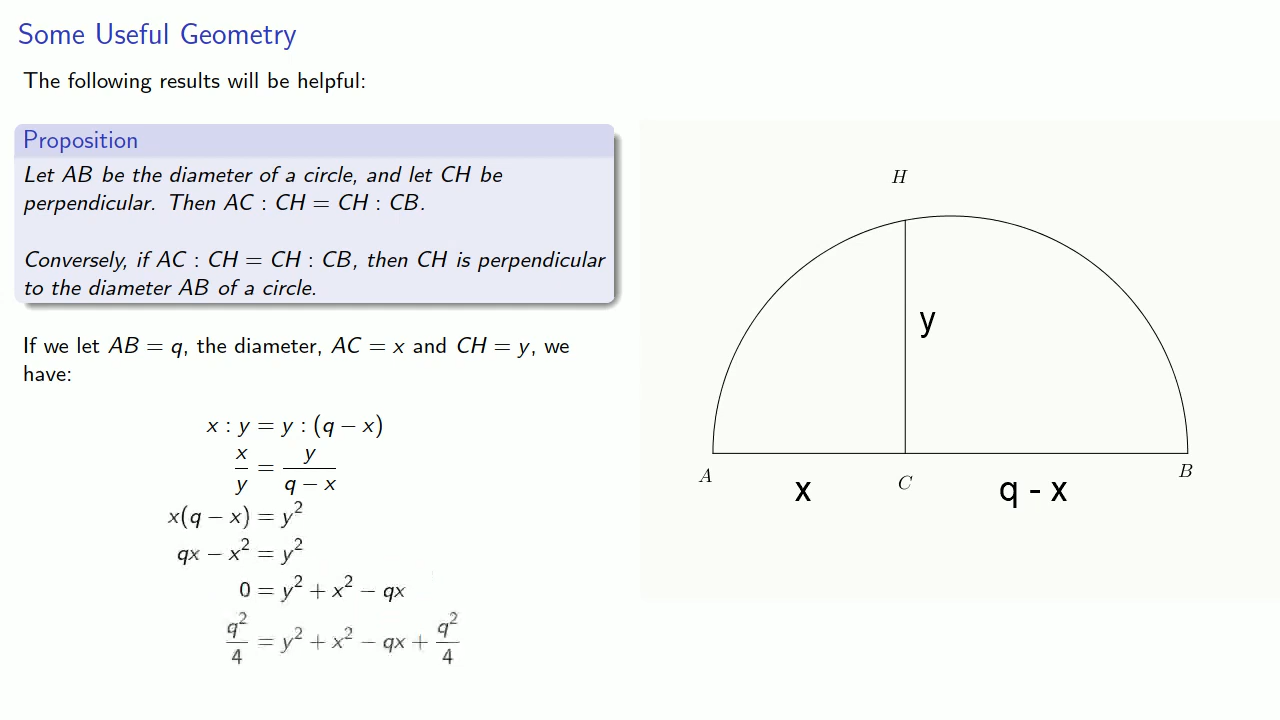 Some Useful Geometry
The following results will be helpful:
Proposition
Let AB be the diameter of a circle, and let CH be
perpendicular. Then AC : CH = CH : CB.
Conversely, if AC : CH = CH : CB, then CH is perpendicular
to the diameter AB of a circle.
If we let AB = q, the diameter, AC = x and CH = y, we
have:
x : y = y : (q − x)
x/y = y/(q − x)
x(q − x) = y²
qx − x² = y²
0 = y² + x² − qx
q²/4 = y² + x² − qx + q²/4
H
y
A
C
B
x
q - x